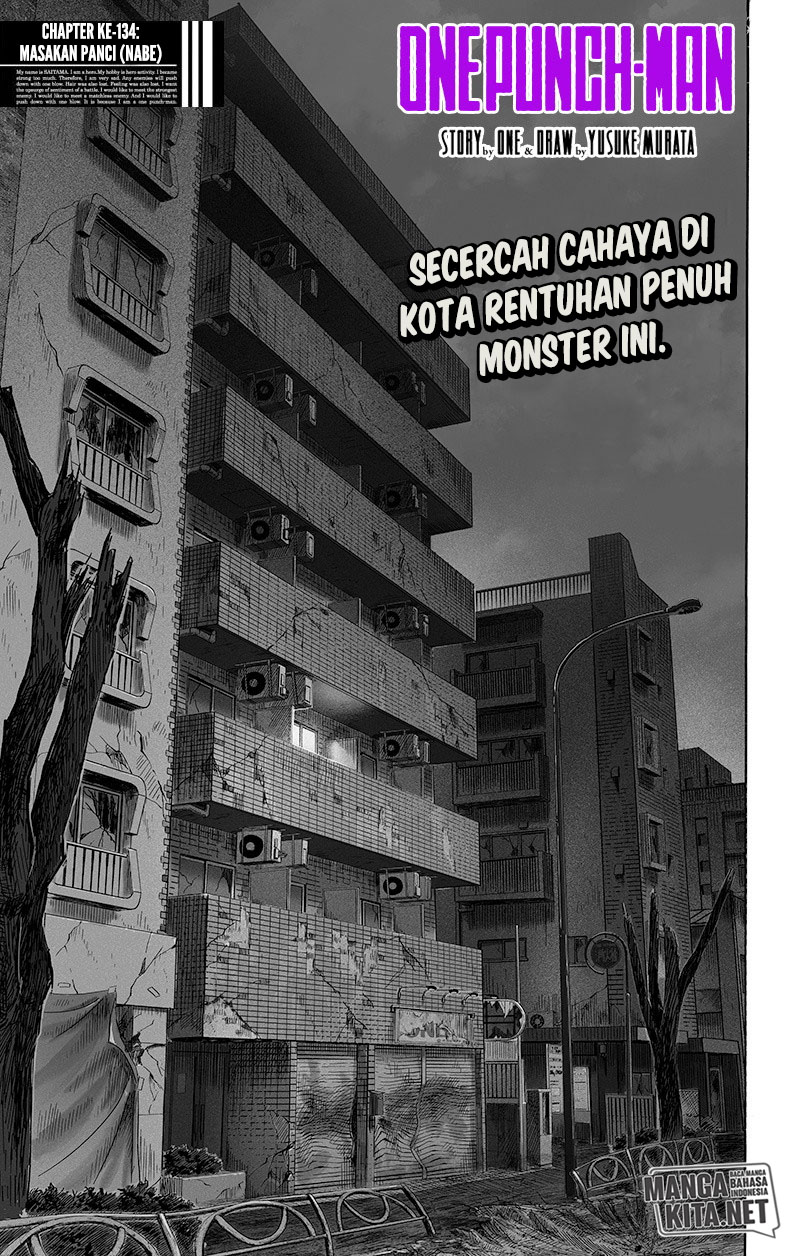 CHAPTER KE-134:
MASAKAN PANCI (NABE)
My name is SAITAMA. I am a hero.My hobby is hero activity. I became
strong too much. Therefore, I am very sad. Any enemies will push
down with one blow. Hair was also lost. Feeling was also lost. I want
the upsurge of sentiment of a battle. I would like to meet the strongest
enemy. I would like to meet a matchless enemy. And I would like to
push down with one blow. It is because I am a one punch-man.
ONEPUNCH-MAN
STORY by ONE & DRAW by YUSUKE MURATA
SECERCAH CAHAYA DI
KOTA RENTUHAN PENUH
MONSTER INI.
MANGA
KITA.NET
BACA MANGA
BAHASA
INDONESIA